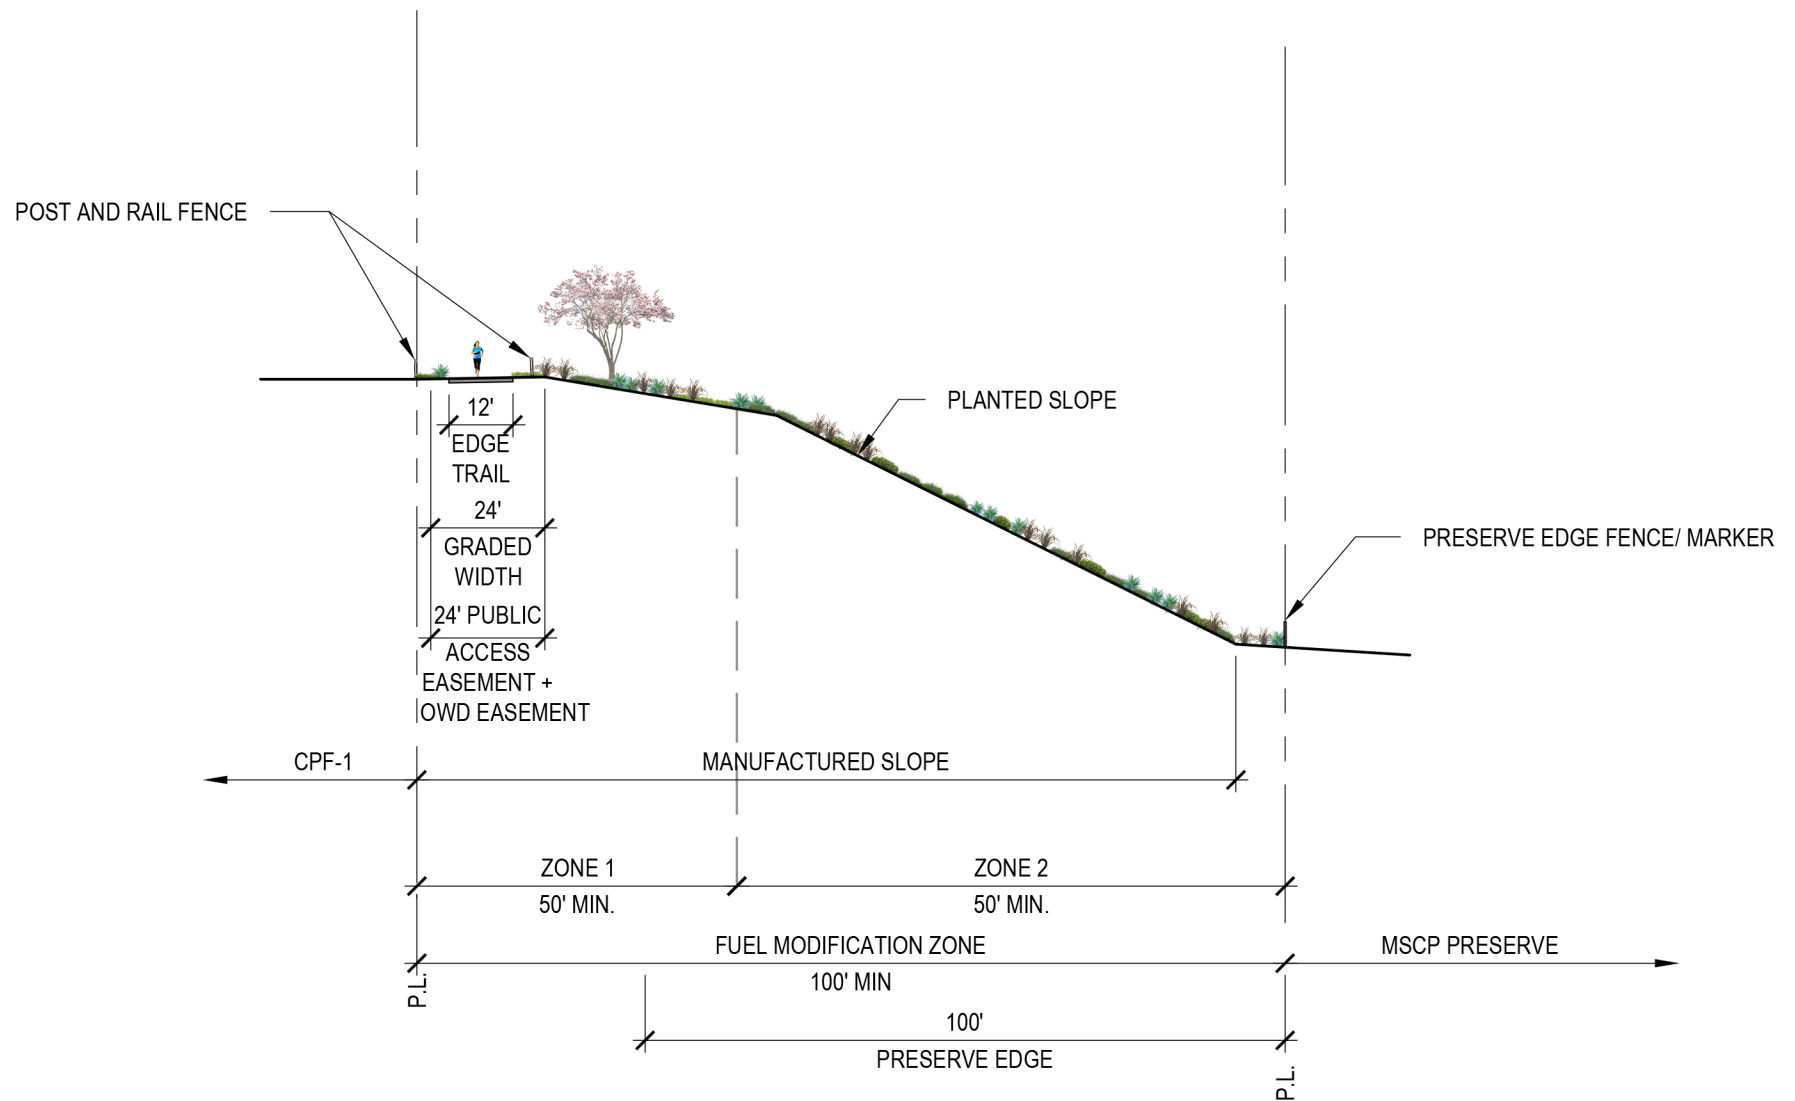 POST AND RAIL FENCE
PLANTED SLOPE
12'
EDGE
TRAIL
24'
GRADED
WIDTH
PRESERVE EDGE FENCE/ MARKER
24' PUBLIC
ACCESS
EASEMENT +
OWD EASEMENT
CPF-1
MANUFACTURED SLOPE
ZONE 1
ZONE 2
50' MIN.
50' MIN.
FUEL MODIFICATION ZONE
MSCP PRESERVE
100' MIN
P.L.
100'
PRESERVE EDGE
P.L.